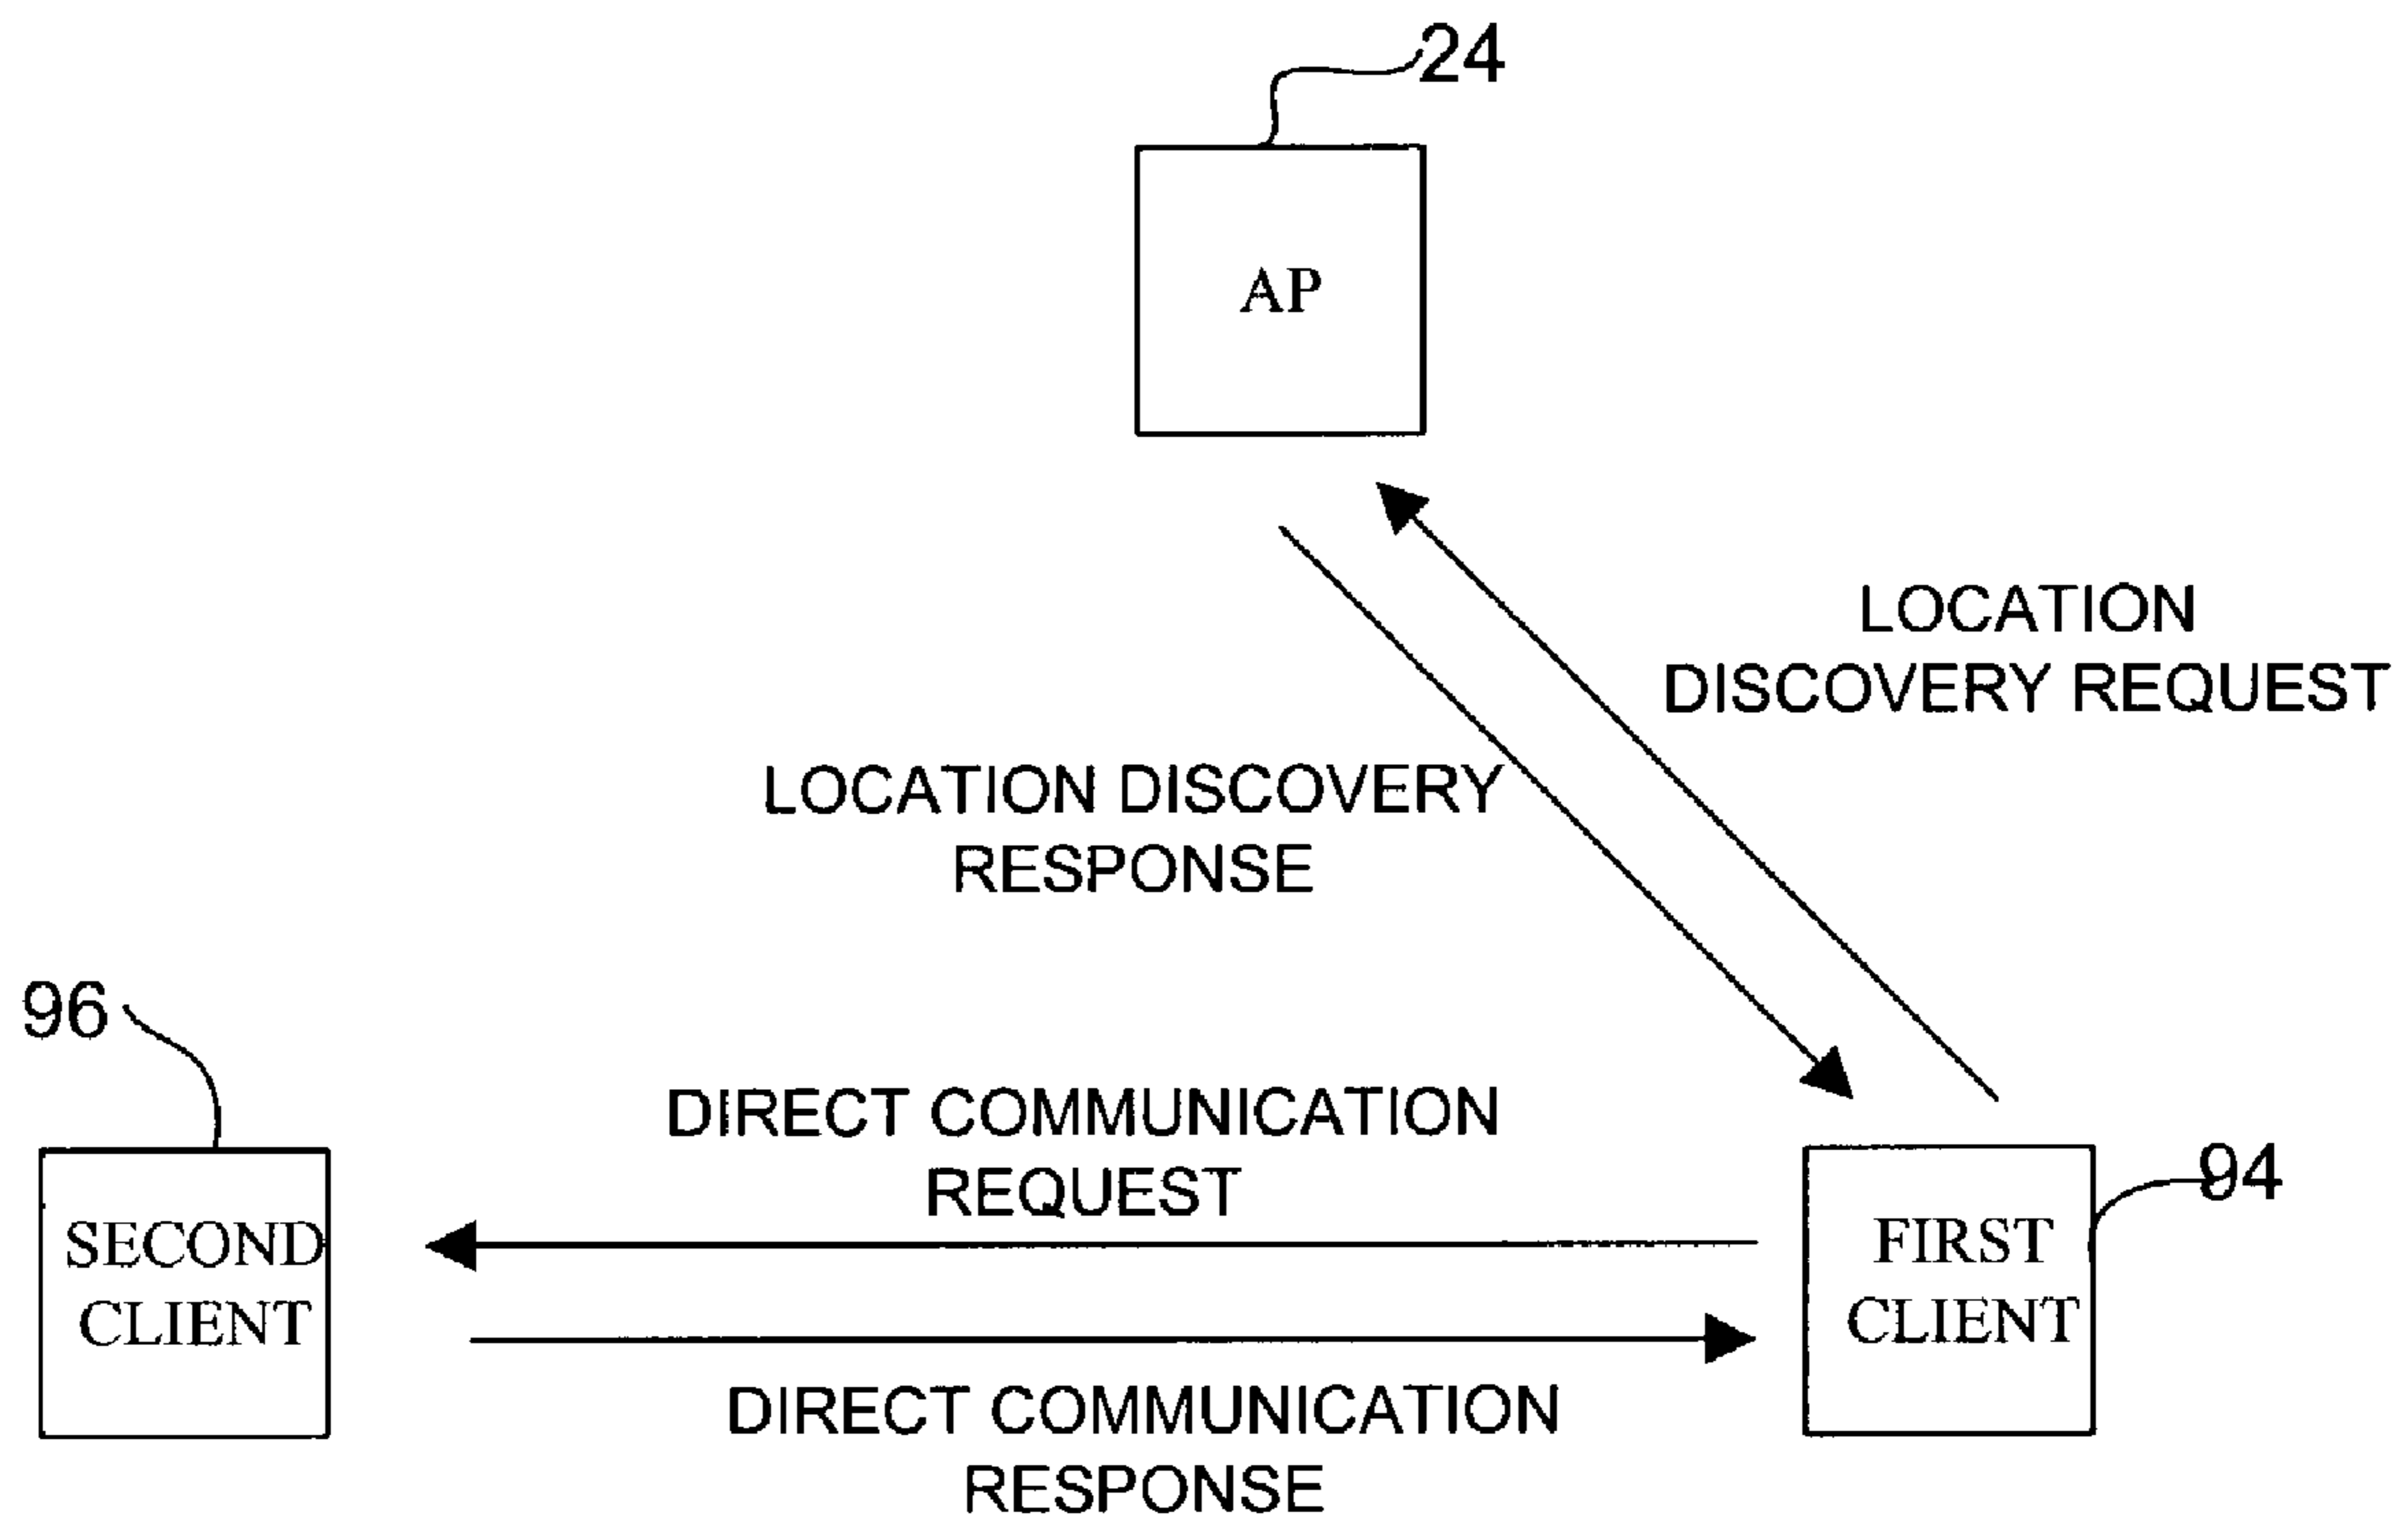 24
AP
LOCATION
DISCOVERY REQUEST
LOCATION DISCOVERY
RESPONSE
96
DIRECT COMMUNICATION
REQUEST
94
SECOND
CLIENT
FIRST
CLIENT
DIRECT COMMUNICATION
RESPONSE